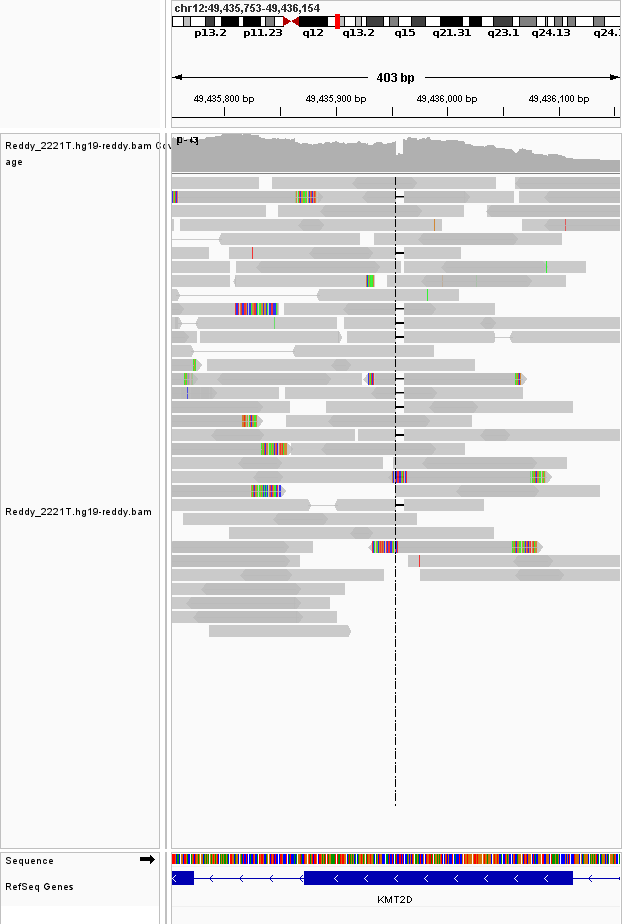 chr12:49,435,753-49,436,154
p13.2 p11.23 q12 q13.2 q15 q21.31 q23.1 q24.13 q24.
403 bp
49,435,800 bp 49,435,900 bp 49,436,000 bp 49,436,100 bp
Reddy_2221T.hg19-reddy.bam Cov
age
Reddy_2221T.hg19-reddy.bam
Sequence
RefSeq Genes
KMT2D